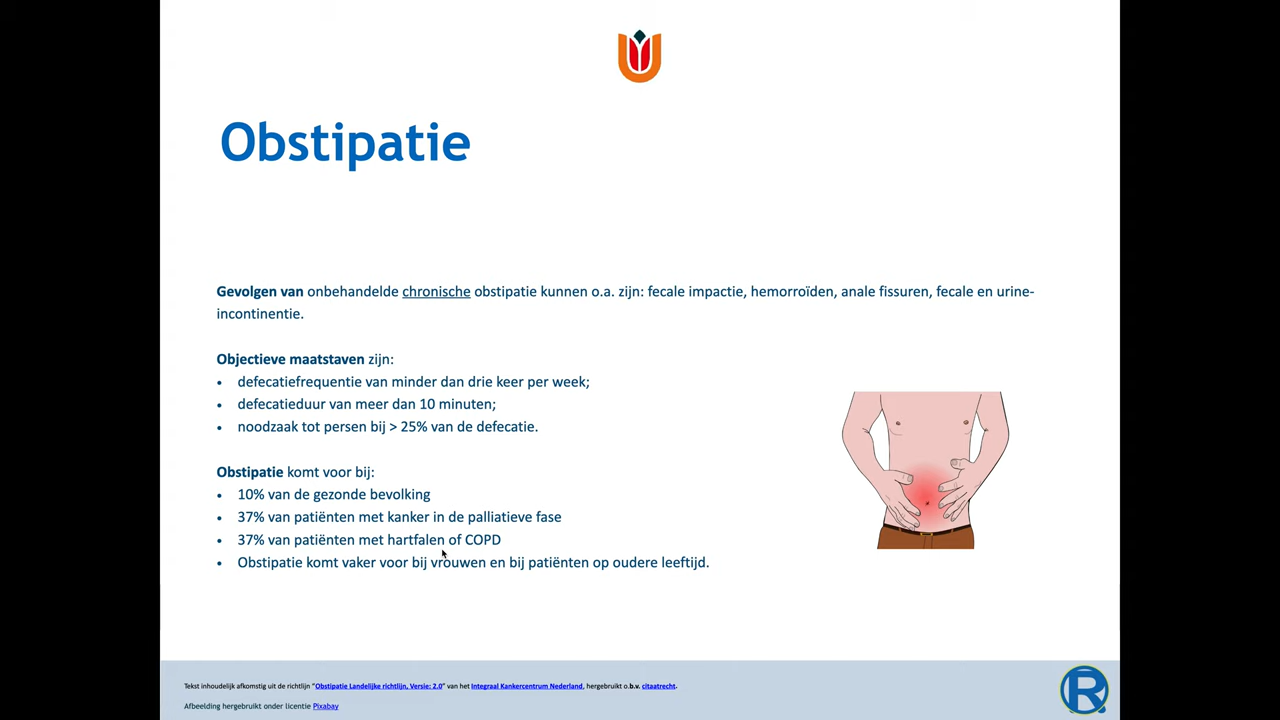 Obstipatie
Gevolgen van onbehandelde chronische obstipatie kunnen o.a. zijn: fecale impactie, hemorroïden, anale fissuren, fecale en urine-
incontinentie.
Objectieve maatstaven zijn:
• defecatiefrequentie van minder dan drie keer per week;
• defecatieduur van meer dan 10 minuten;
• noodzaak tot persen bij > 25% van de defecatie.
Obstipatie komt voor bij:
• 10% van de gezonde bevolking
• 37% van patiënten met kanker in de palliatieve fase
• 37% van patiënten met hartfalen of COPD
• Obstipatie komt vaker voor bij vrouwen en bij patiënten op oudere leeftijd.
Tekst inhoudelijk afkomstig uit de richtlijn "Obstipatie Landelijke richtlijn, Versie: 2.0" van het Integraal Kankercentrum Nederland, hergebruikt o.b.v. citaatrecht.
Afbeelding hergebruikt onder licentie Pixabay
R